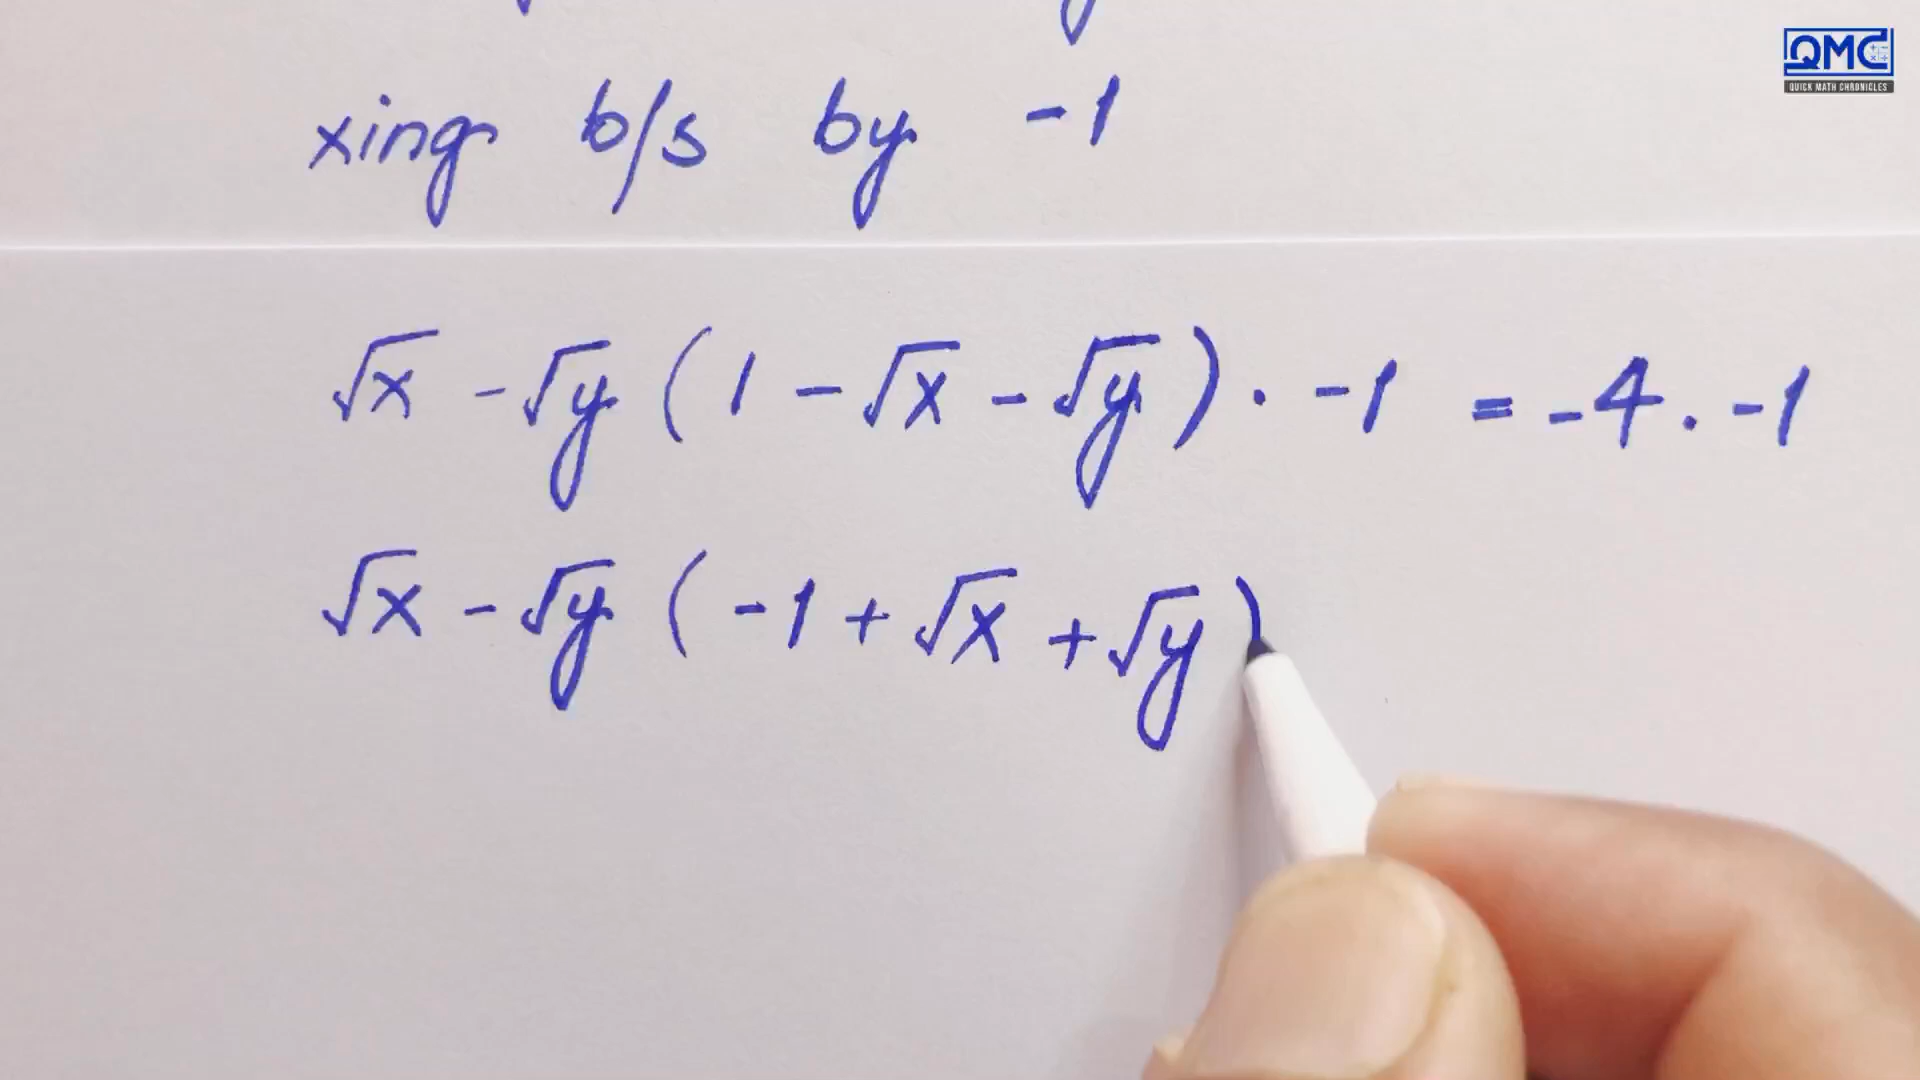 QMC
QUICK MATH CHRONICLES
xing b/s by -1
√x - √y (1 - √x - √y) · -1 = -4 . -1
√x - √y (-1 + √x + √y)